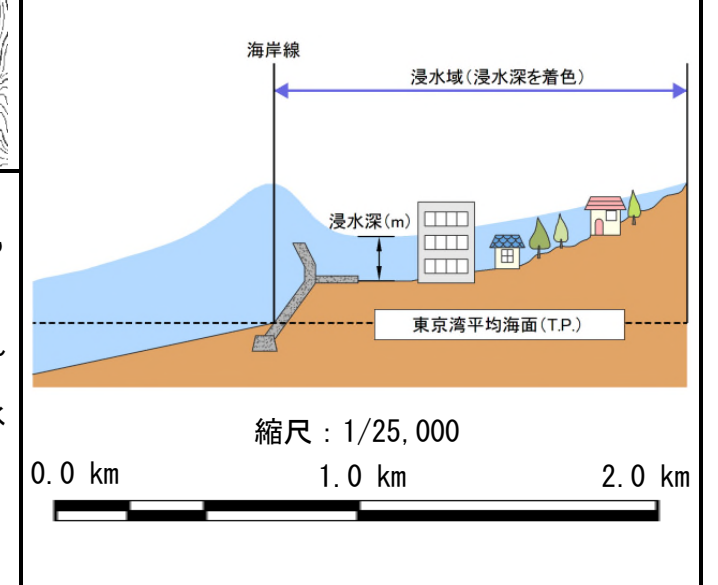 海岸線
浸水域(浸水深を着色)
浸水深(m)
東京湾平均海面(T.P.)
縮尺:1/25,000
0.0 km 1.0 km 2.0 km